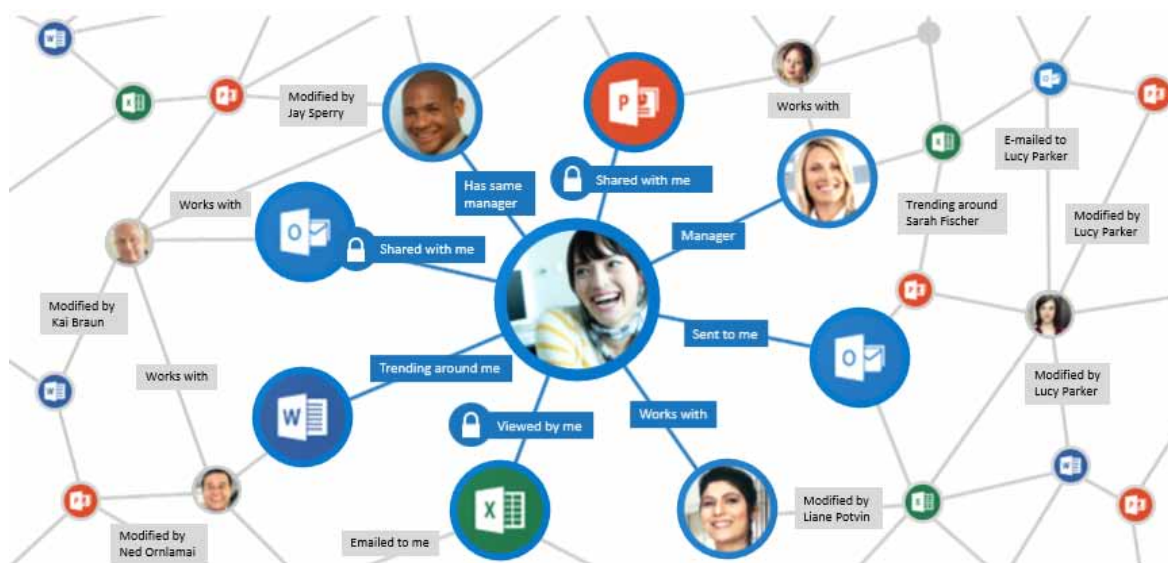 Modified by
Jay Sperry
Works with
E-mailed to
Lucy Parker
Has same
manager
Shared with me
Trending around
Sarah Fischer
Works with
Manager
Modified by
Lucy Parker
Shared with me
Modified by
Kai Braun
Sent to me
Works with
Trending around me
Modified by
Lucy Parker
Viewed by me
Works with
Modified by
Liane Potvin
Modified by
Ned Ornlamai
Emailed to me
W
X
P
P
O
P
X
O
P
O
W
W
X
P
X
W
P